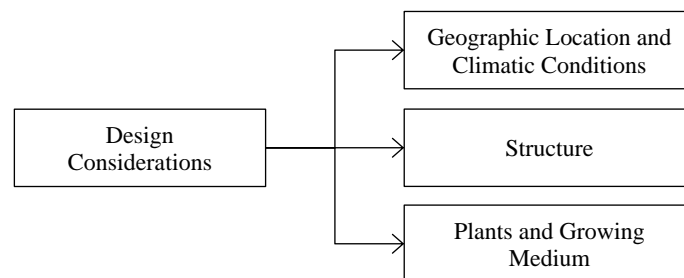 Geographic Location and
Climatic Conditions
Design
Considerations
Structure
Plants and Growing
Medium